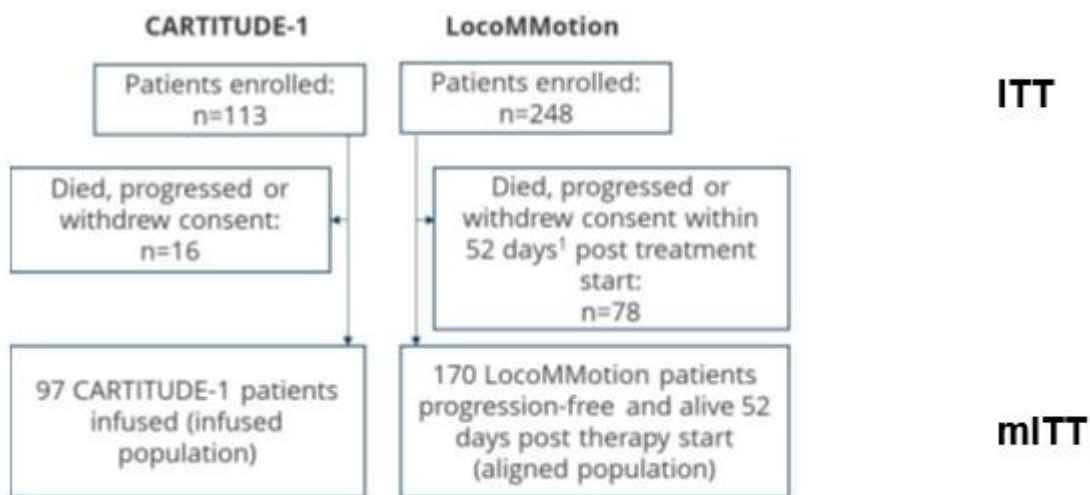 CARTITUDE-1
LocoMMotion
Patients enrolled:
n=113
Patients enrolled:
n=248
ITT
Died, progressed or
withdrew consent:
n=16
Died, progressed or
withdrew consent within
52 days¹ post treatment
start:
n=78
97 CARTITUDE-1 patients
infused (infused
population)
170 LocoMMotion patients
progression-free and alive 52
days post therapy start
(aligned population)
mITT